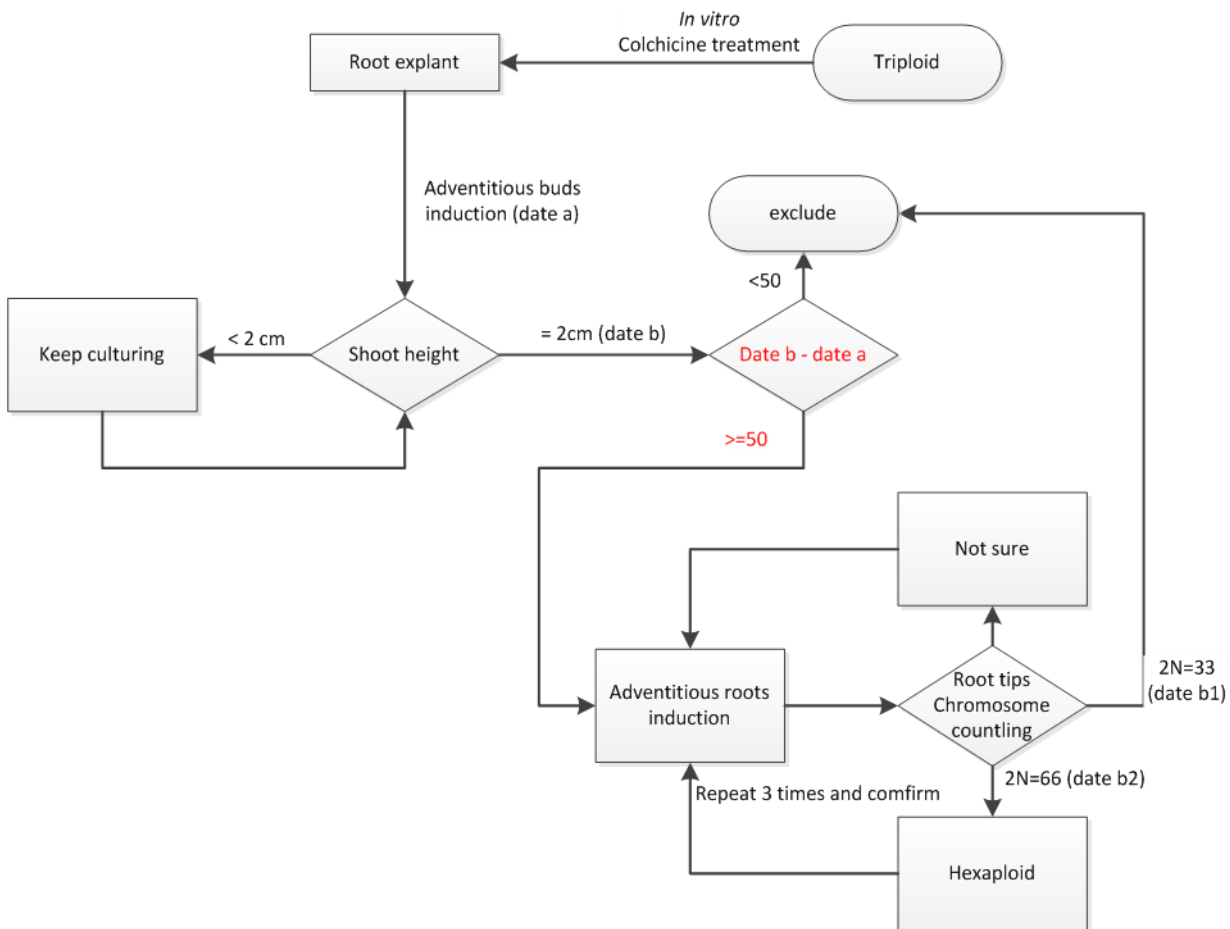 In vitro
Colchicine treatment
Root explant
Triploid
Adventitious buds
induction (date a)
exclude
<50
Keep culturing
< 2 cm
Shoot height
= 2cm (date b)
Date b - date a
>=50
Not sure
Adventitious roots
induction
Root tips
Chromosome
countling
2N=33
(date b1)
2N=66 (date b2)
Repeat 3 times and comfirm
Hexaploid